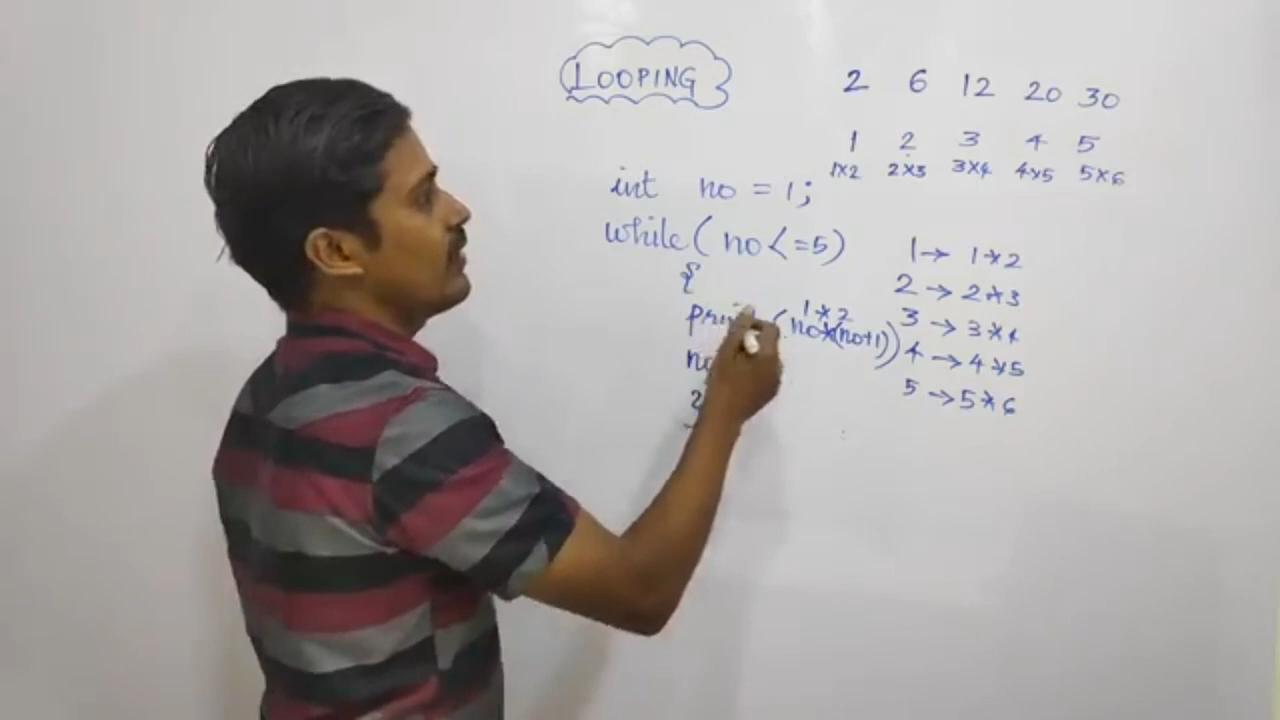 LOOPING
2 6 12 20 30
1 2 3 4 5
1x2 2x3 3x4 4x5 5x6
int no = 1;
while( no<=5)
{
1*2
(no*(no+1))
1→ 1*2
2 → 2*3
3 → 3*4
4 → 4*5
5 → 5*6